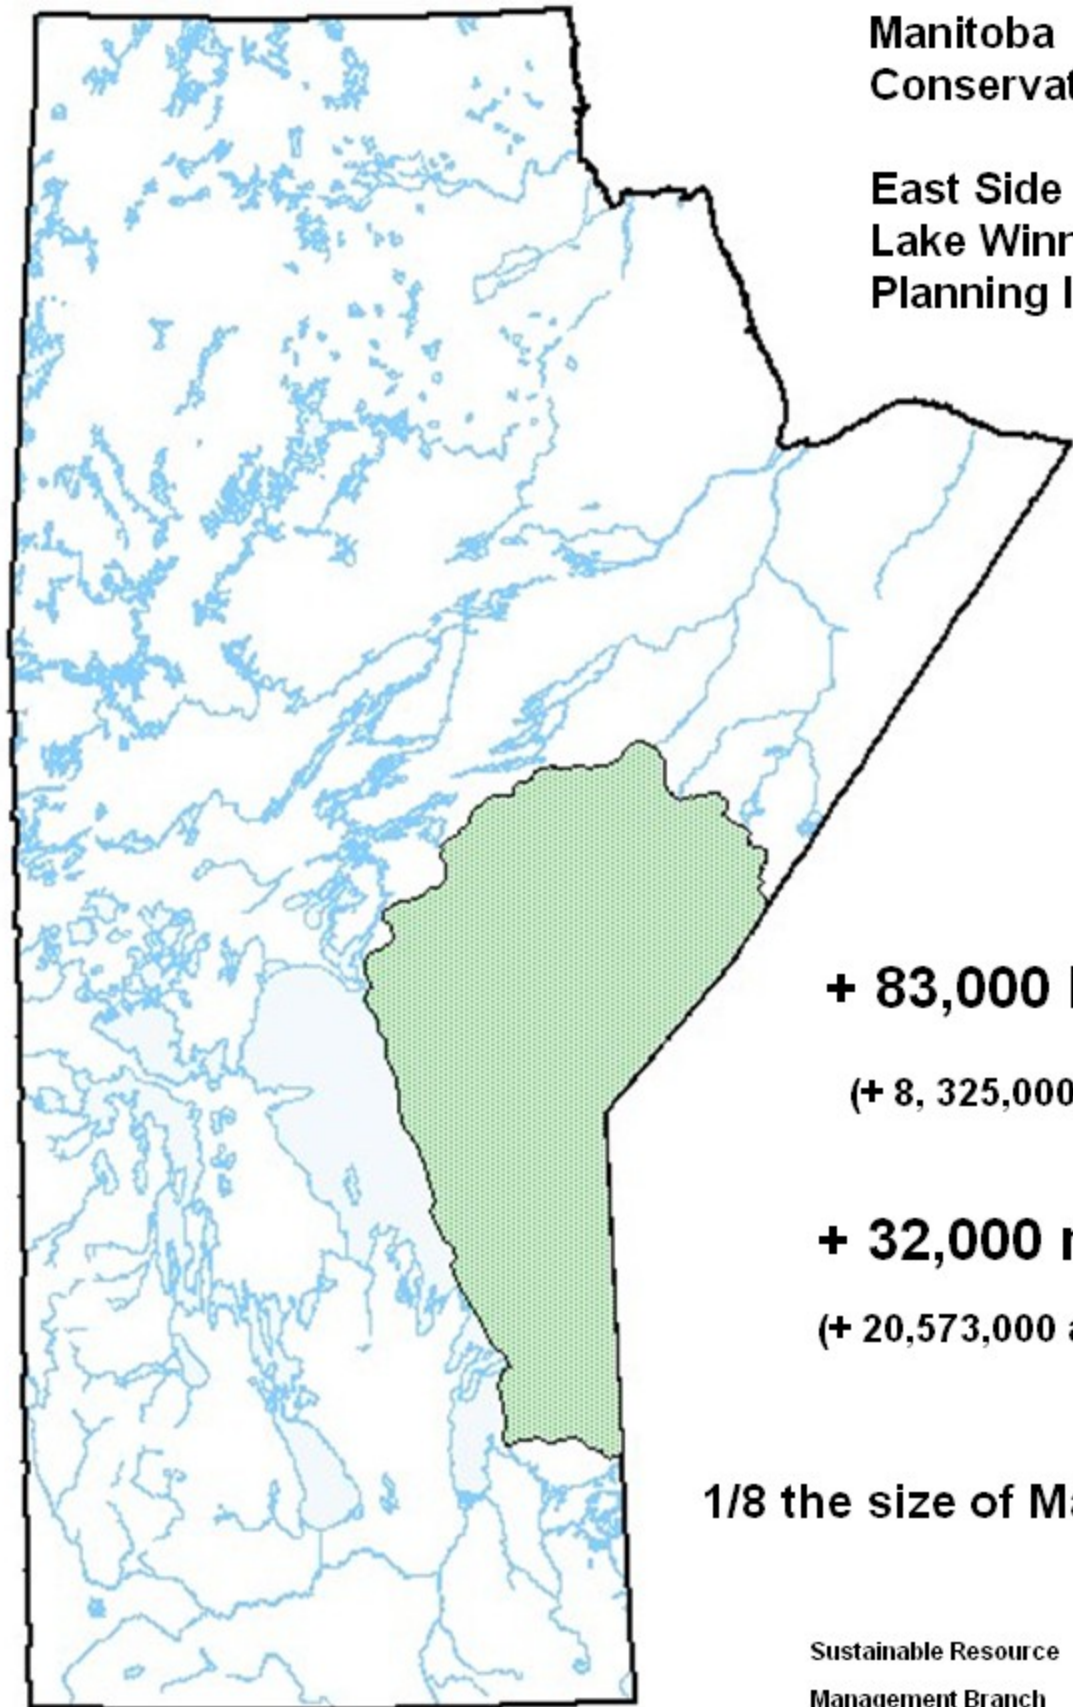 Manitoba
Conservat
East Side
Lake Winn
Planning I
+ 83,000
(+ 8, 325,000
+ 32,000
(+ 20,573,000
1/8 the size of Ma
Sustainable Resource
Management Branch